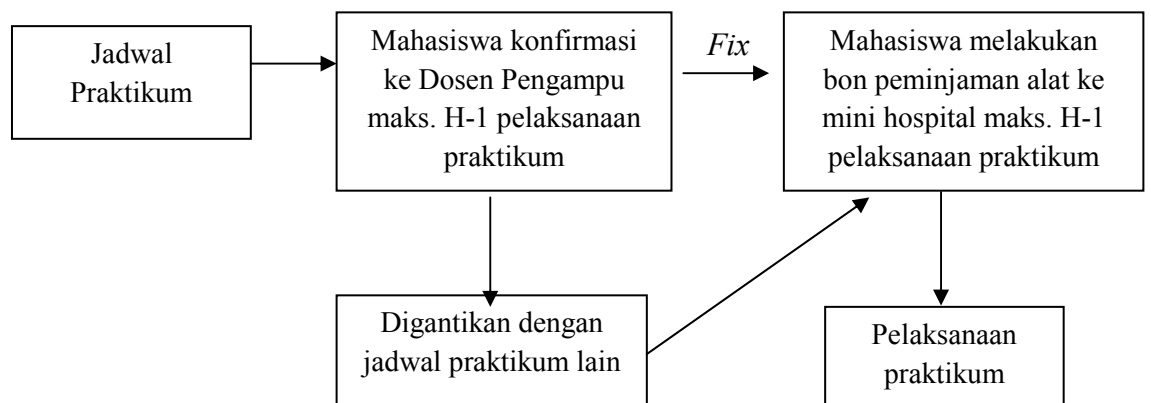 Jadwal
Praktikum
Mahasiswa konfirmasi
ke Dosen Pengampu
maks. H-1 pelaksanaan
praktikum
Fix
Mahasiswa melakukan
bon peminjaman alat ke
mini hospital maks. H-1
pelaksanaan praktikum
Digantikan dengan
jadwal praktikum lain
Pelaksanaan
praktikum